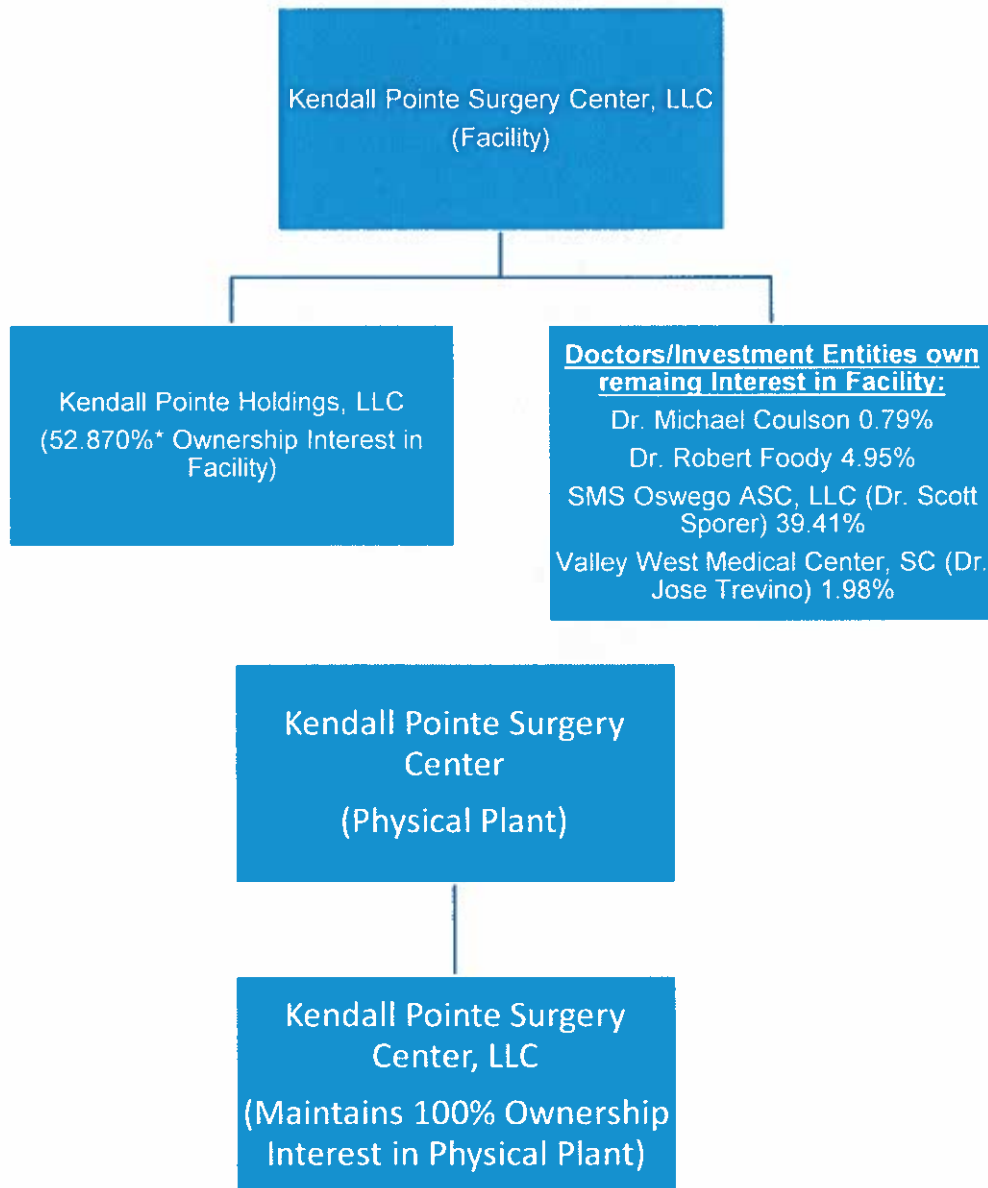 Kendall Pointe Surgery Center, LLC
(Facility)
Kendall Pointe Holdings, LLC
(52.870%* Ownership Interest in
Facility)
Doctors/Investment Entities own
remaing Interest in Facility:
Dr. Michael Coulson 0.79%
Dr. Robert Foody 4.95%
SMS Oswego ASC, LLC (Dr. Scott
Sporer) 39.41%
Valley West Medical Center, SC (Dr.
Jose Trevino) 1.98%
Kendall Pointe Surgery
Center
(Physical Plant)
Kendall Pointe Surgery
Center, LLC
(Maintains 100% Ownership
Interest in Physical Plant)